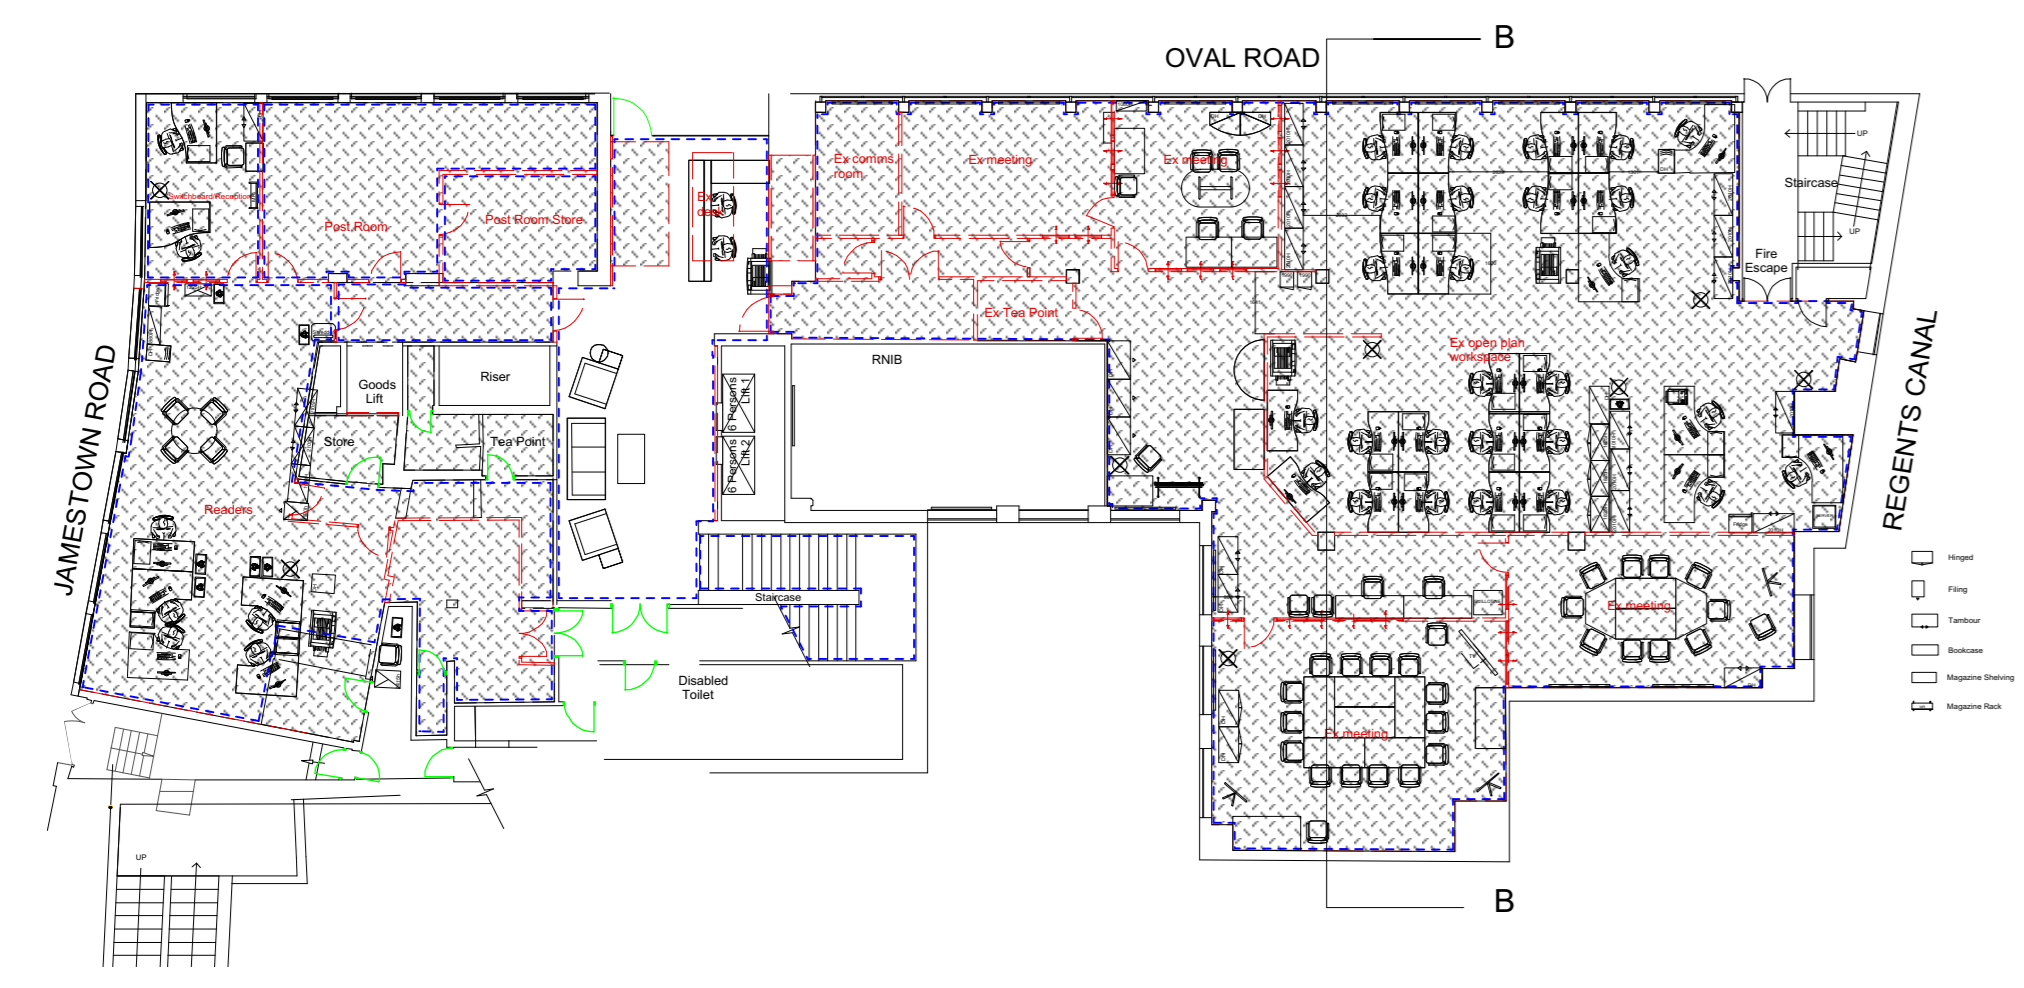 B
OVAL ROAD
Ex comms
room
Ex meeting
Ex meeting
UP
Staircase
Switchboard/Reception
Post Room
Post Room Store
Ex
desk
UP
Fire
Escape
Ex Tea Point
Ex open plan
workspace
REGENTS CANAL
JAMESTOWN ROAD
RNIB
Goods
Lift
Riser
6 Persons
Lift 1
6 Persons
Lift 2
Store
Tea Point
Readers
Hinged
Filing
Tambour
Bookcase
Magazine Shelving
Magazine Rack
Staircase
Ex meeting
Disabled
Toilet
Ex meeting
UP
B